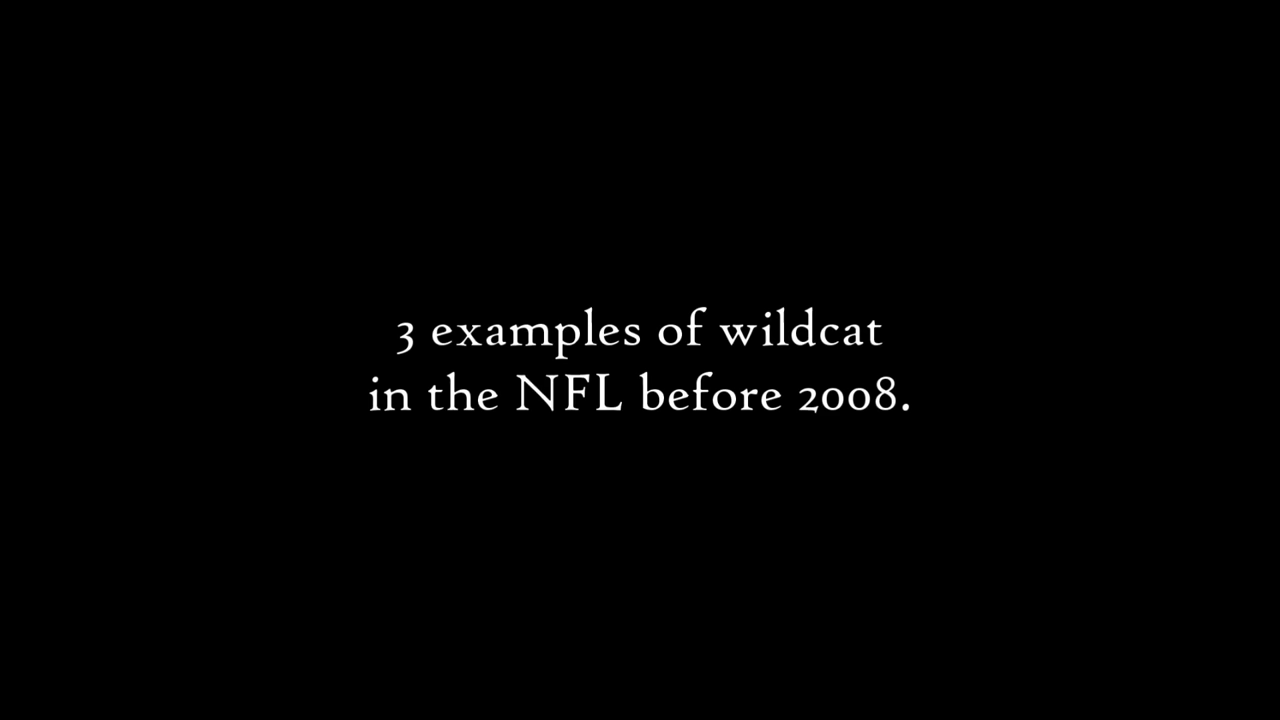 3 examples of wildcat
in the NFL before 2008.